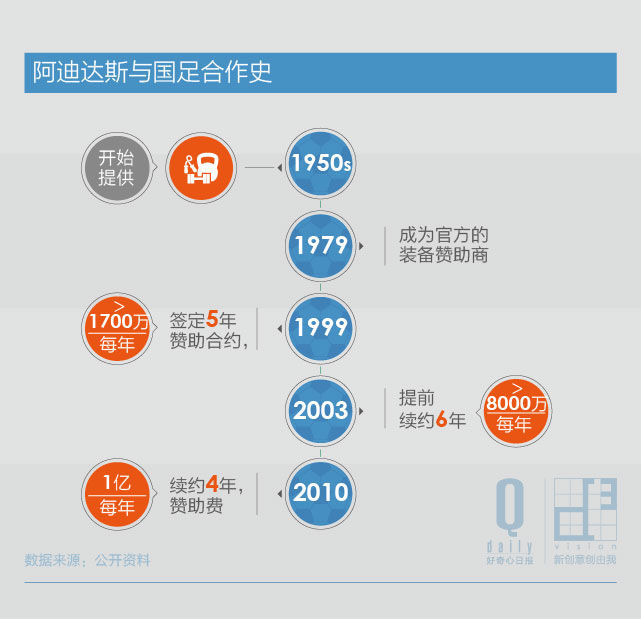 阿迪达斯与国足合作史
开始
提供
1950s
1979
成为官方的
装备赞助商
>
1700万
每年
签定5年
赞助合约,
1999
2003
提前
续约6年
>
8000万
每年
1亿
每年
续约4年,
赞助费
2010
Q
daily
好奇心日报
vision
新创意创由我
数据来源：公开资料